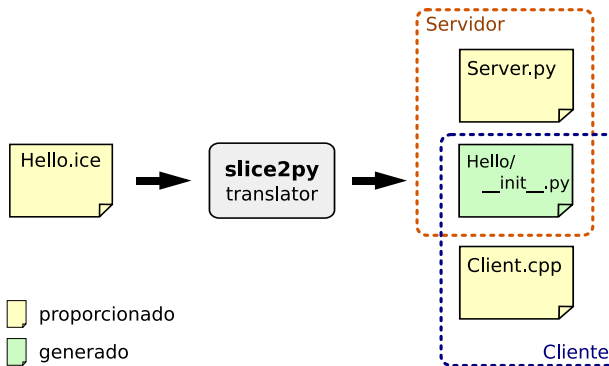 Servidor
Server.py
Hello.ice
slice2py
translator
Hello/
__init__.py
Client.cpp
proporcionado
generado
Cliente